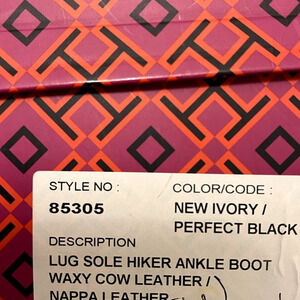 STYLE NO :
85305
COLOR/CODE :
NEW IVORY /
PERFECT BLACK
DESCRIPTION
LUG SOLE HIKER ANKLE BOOT
WAXY COW LEATHER /
NAPPA LEATHER